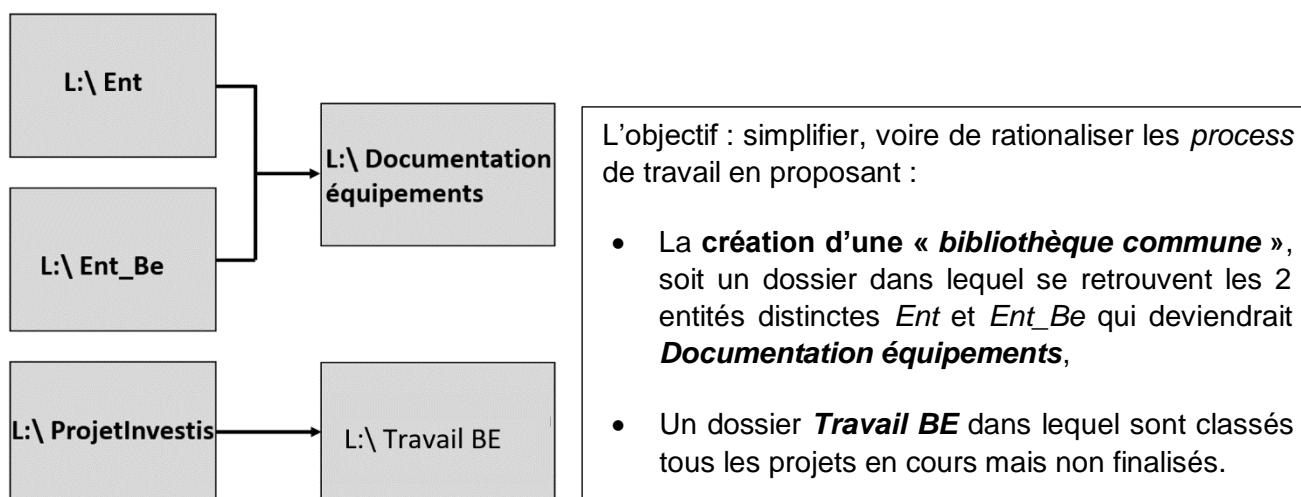 L:\ Ent
L:\ Ent_Be
L:\ ProjetInvestis
L:\ Documentation
équipements
L:\ Travail BE
L'objectif : simplifier, voire de rationaliser les process
de travail en proposant :
• La création d'une « bibliothèque commune »,
soit un dossier dans lequel se retrouvent les 2
entités distinctes Ent et Ent_Be qui deviendrait
Documentation équipements,
• Un dossier Travail BE dans lequel sont classés
tous les projets en cours mais non finalisés.